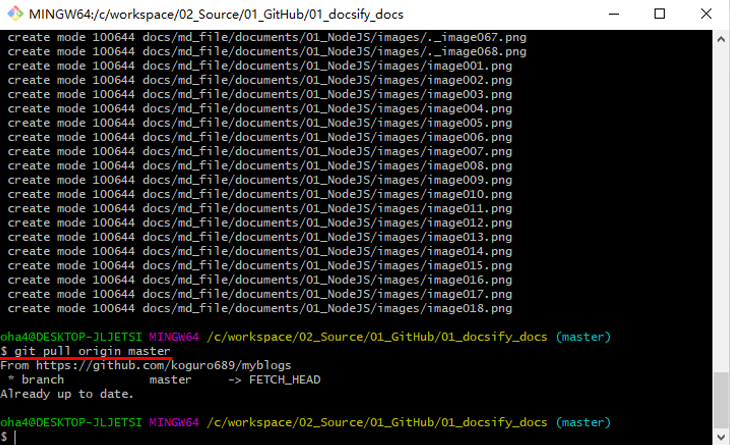 MINGW64:/c/workspace/02_Source/01_GitHub/01_docsify_docs
create mode 100644 docs/md_file/documents/01_NodeJS/images/._image067.png
create mode 100644 docs/md_file/documents/01_NodeJS/images/._image068.png
create mode 100644 docs/md_file/documents/01_NodeJS/images/image001.png
create mode 100644 docs/md_file/documents/01_NodeJS/images/image002.png
create mode 100644 docs/md_file/documents/01_NodeJS/images/image003.png
create mode 100644 docs/md_file/documents/01_NodeJS/images/image004.png
create mode 100644 docs/md_file/documents/01_NodeJS/images/image005.png
create mode 100644 docs/md_file/documents/01_NodeJS/images/image006.png
create mode 100644 docs/md_file/documents/01_NodeJS/images/image007.png
create mode 100644 docs/md_file/documents/01_NodeJS/images/image008.png
create mode 100644 docs/md_file/documents/01_NodeJS/images/image009.png
create mode 100644 docs/md_file/documents/01_NodeJS/images/image010.png
create mode 100644 docs/md_file/documents/01_NodeJS/images/image011.png
create mode 100644 docs/md_file/documents/01_NodeJS/images/image012.png
create mode 100644 docs/md_file/documents/01_NodeJS/images/image013.png
create mode 100644 docs/md_file/documents/01_NodeJS/images/image014.png
create mode 100644 docs/md_file/documents/01_NodeJS/images/image015.png
create mode 100644 docs/md_file/documents/01_NodeJS/images/image016.png
create mode 100644 docs/md_file/documents/01_NodeJS/images/image017.png
create mode 100644 docs/md_file/documents/01_NodeJS/images/image018.png
oha4@DESKTOP-JLJETSI MINGW64 /c/workspace/02_Source/01_GitHub/01_docsify_docs (master)
$ git pull origin master
From https://github.com/koguro689/myblogs
* branch master -> FETCH_HEAD
Already up to date.
oha4@DESKTOP-JLJETSI MINGW64 /c/workspace/02_Source/01_GitHub/01_docsify_docs (master)
$